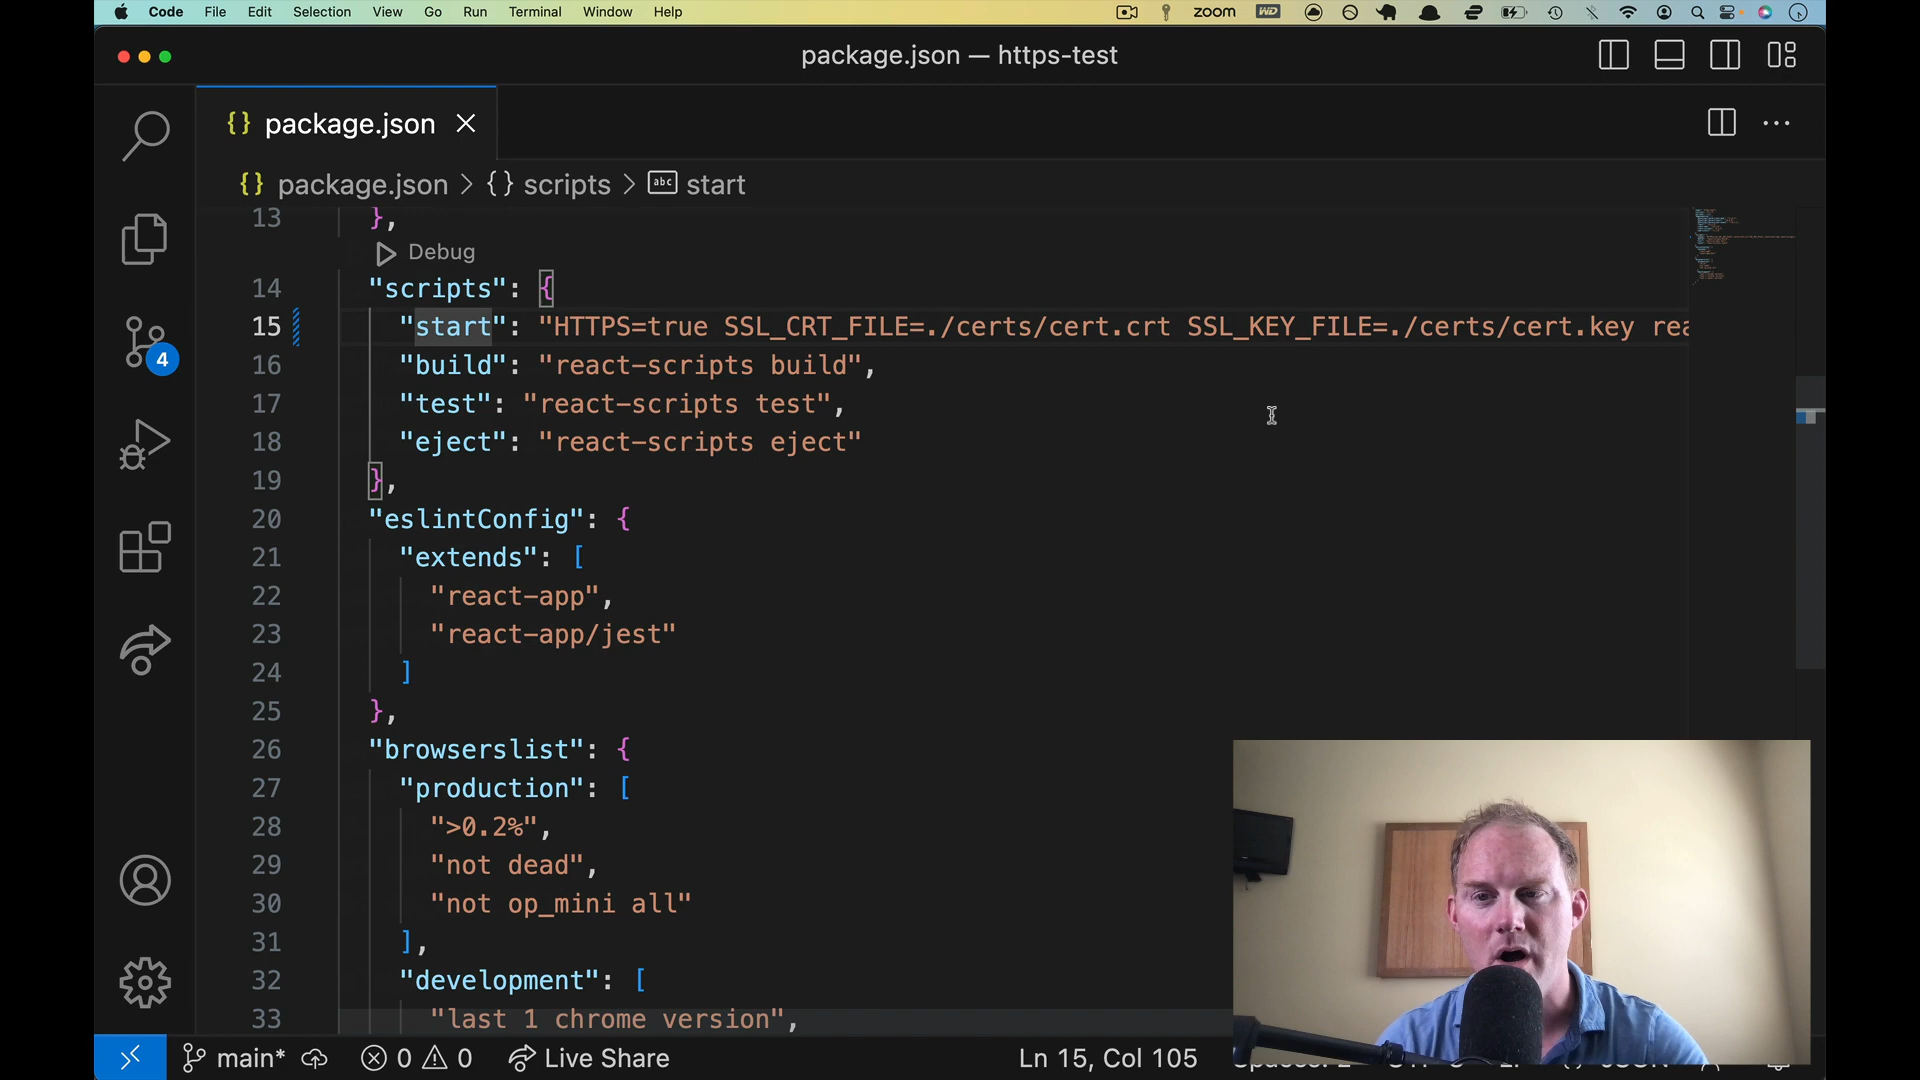 Code File Edit Selection View Go Run Terminal Window Help zoom WD
package.json — https-test
{} package.json
{} package.json > {} scripts > abc start
13 },
Debug
14 "scripts": {
15 "start": "HTTPS=true SSL_CRT_FILE=./certs/cert.crt SSL_KEY_FILE=./certs/cert.key rea
16 "build": "react-scripts build",
17 "test": "react-scripts test",
18 "eject": "react-scripts eject"
19 },
20 "eslintConfig": {
21 "extends": [
22 "react-app",
23 "react-app/jest"
24 ]
25 },
26 "browserslist": {
27 "production": [
28 ">0.2%",
29 "not dead",
30 "not op_mini all"
31 ],
32 "development": [
33 "last 1 chrome version",
4
main* 0 0 Live Share Ln 15, Col 105